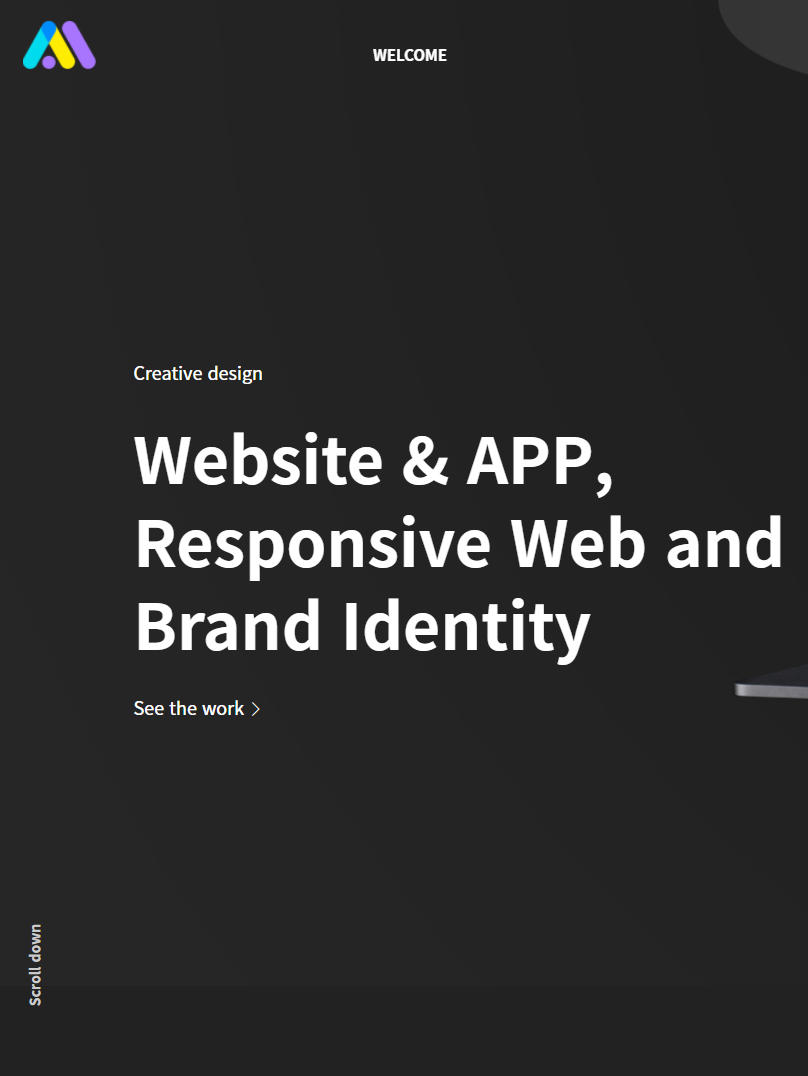 WELCOME
Creative design
Website & APP,
Responsive Web and
Brand Identity
See the work
Scroll down